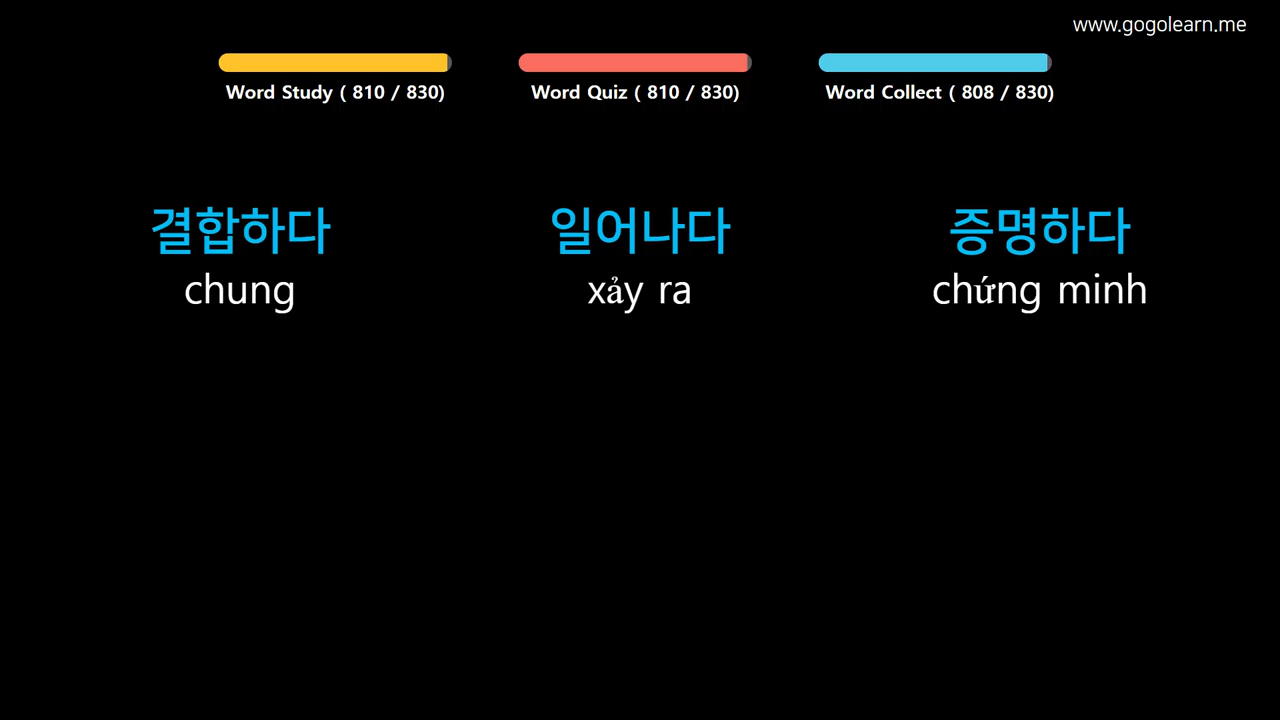 www.gogolearn.me
Word Study ( 810 / 830)
Word Quiz ( 810 / 830)
Word Collect ( 808 / 830)
결합하다
chung
일어나다
xảy ra
증명하다
chứng minh